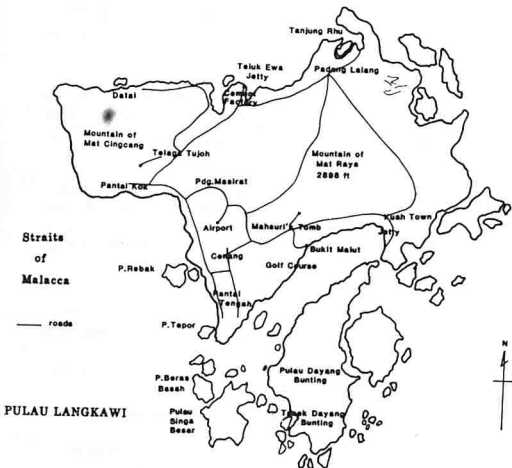 Tanjung Rhu
Teluk Ewa
Jetty
Padang Lalang
Datai
Cement
Factory
Mountain of
Mat Cingcang
Telaga Tujoh
Mountain of
Mat Raya
2898 ft
Pantai Kok
Pdg.Masirat
Airport
Mahsuri's Tomb
Kuah Town
Jetty
Straits
of
Malacca
Cenang
Bukit Malut
Golf Course
P.Rebak
Pantai
Tengah
roads
P.Tepor
N
P.Beras
Basah
Pulau Dayang
Bunting
PULAU LANGKAWI
Pulau
Singa
Besar
Tasek Dayang
Bunting